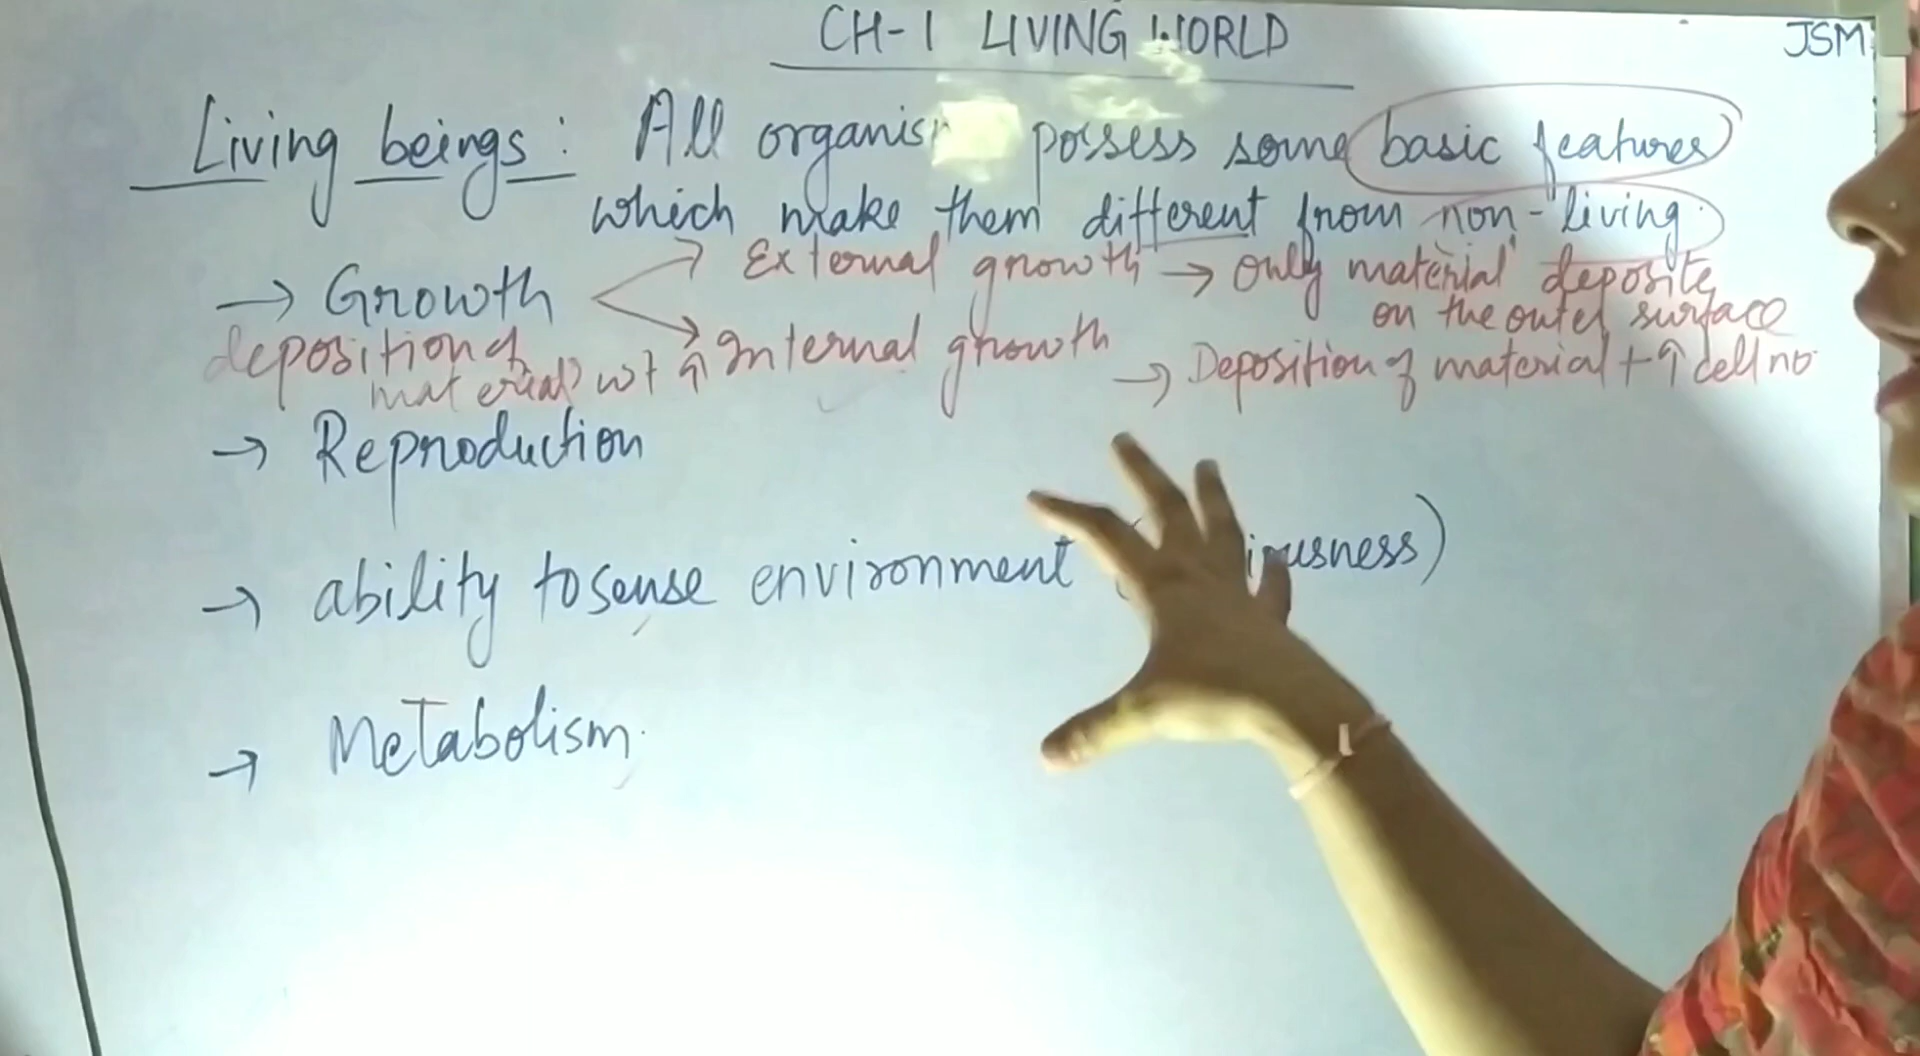 CH-1 LIVING WORLD
JSM
Living beings: All organis possess some basic features
which make them different from non-living.
→ Growth → External growth → Only material deposite
on the outer surface
deposition of
material) wt ↑ → Internal growth → Deposition of material + ↑ cell no.
→ Reproduction
→ ability to sense environment (iousness)
→ Metabolism.